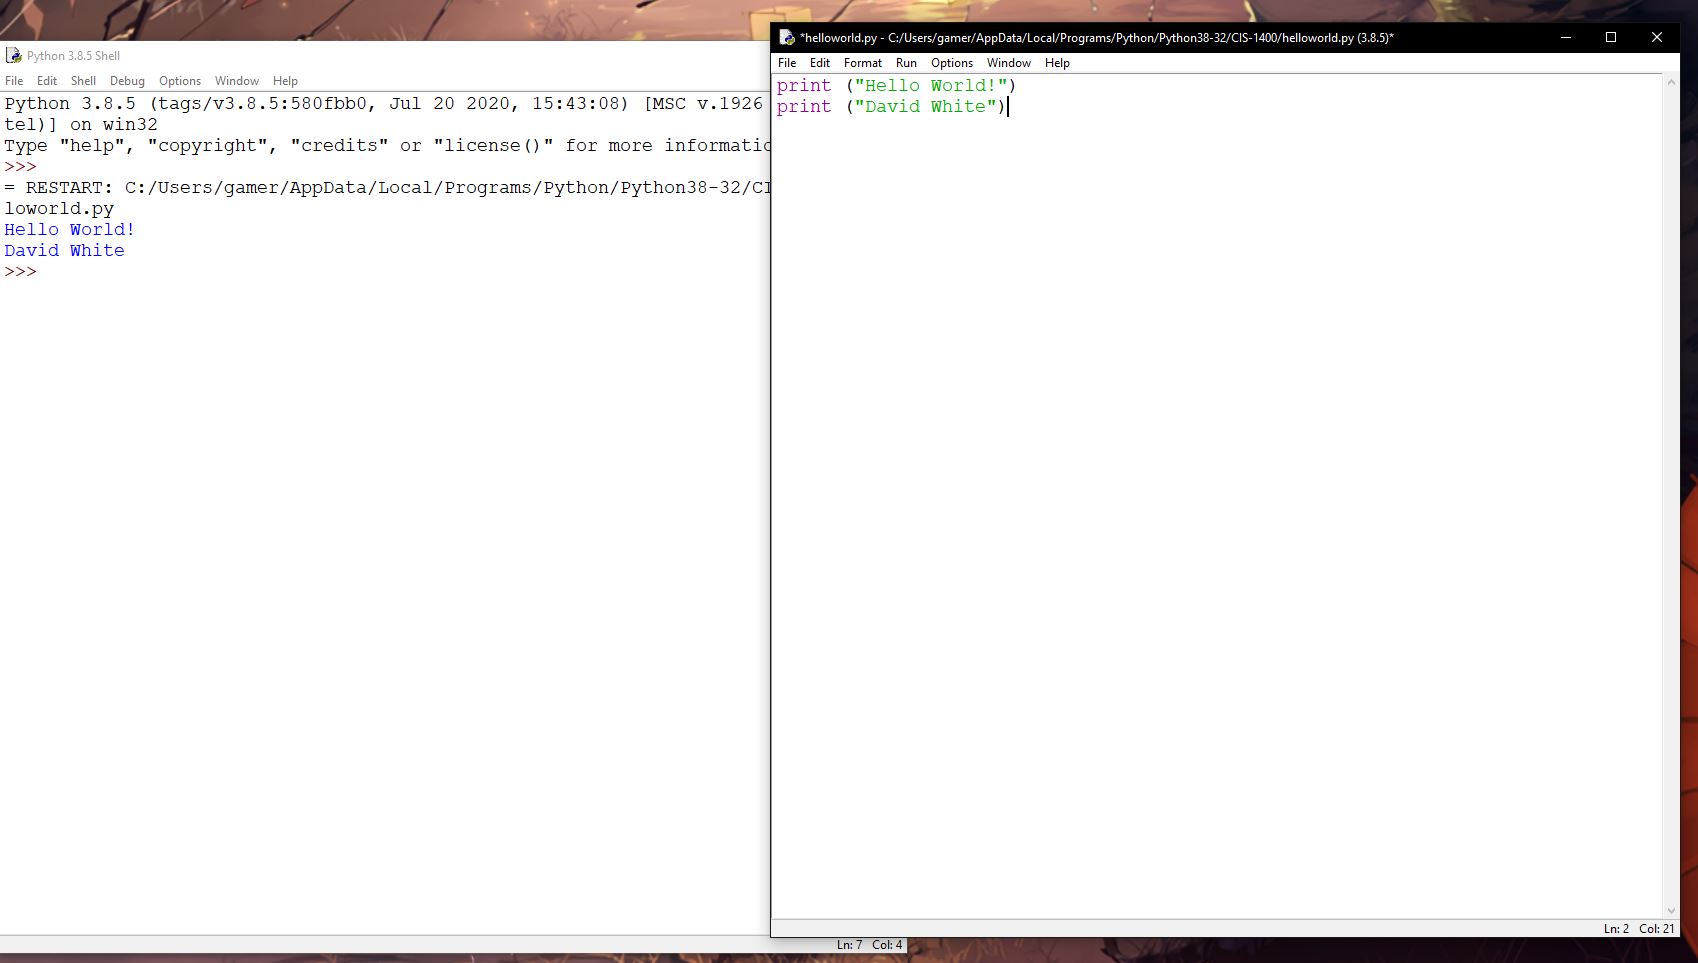 Python 3.8.5 Shell
File Edit Shell Debug Options Window Help
Python 3.8.5 (tags/v3.8.5:580fbb0, Jul 20 2020, 15:43:08) [MSC v.1926
tel)] on win32
Type "help", "copyright", "credits" or "license()" for more informatio
>>>
= RESTART: C:/Users/gamer/AppData/Local/Programs/Python/Python38-32/CI
loworld.py
Hello World!
David White
>>>
Ln: 7 Col: 4
*helloworld.py - C:/Users/gamer/AppData/Local/Programs/Python/Python38-32/CIS-1400/helloworld.py (3.8.5)*
File Edit Format Run Options Window Help
print ("Hello World!")
print ("David White")
Ln: 2 Col: 21